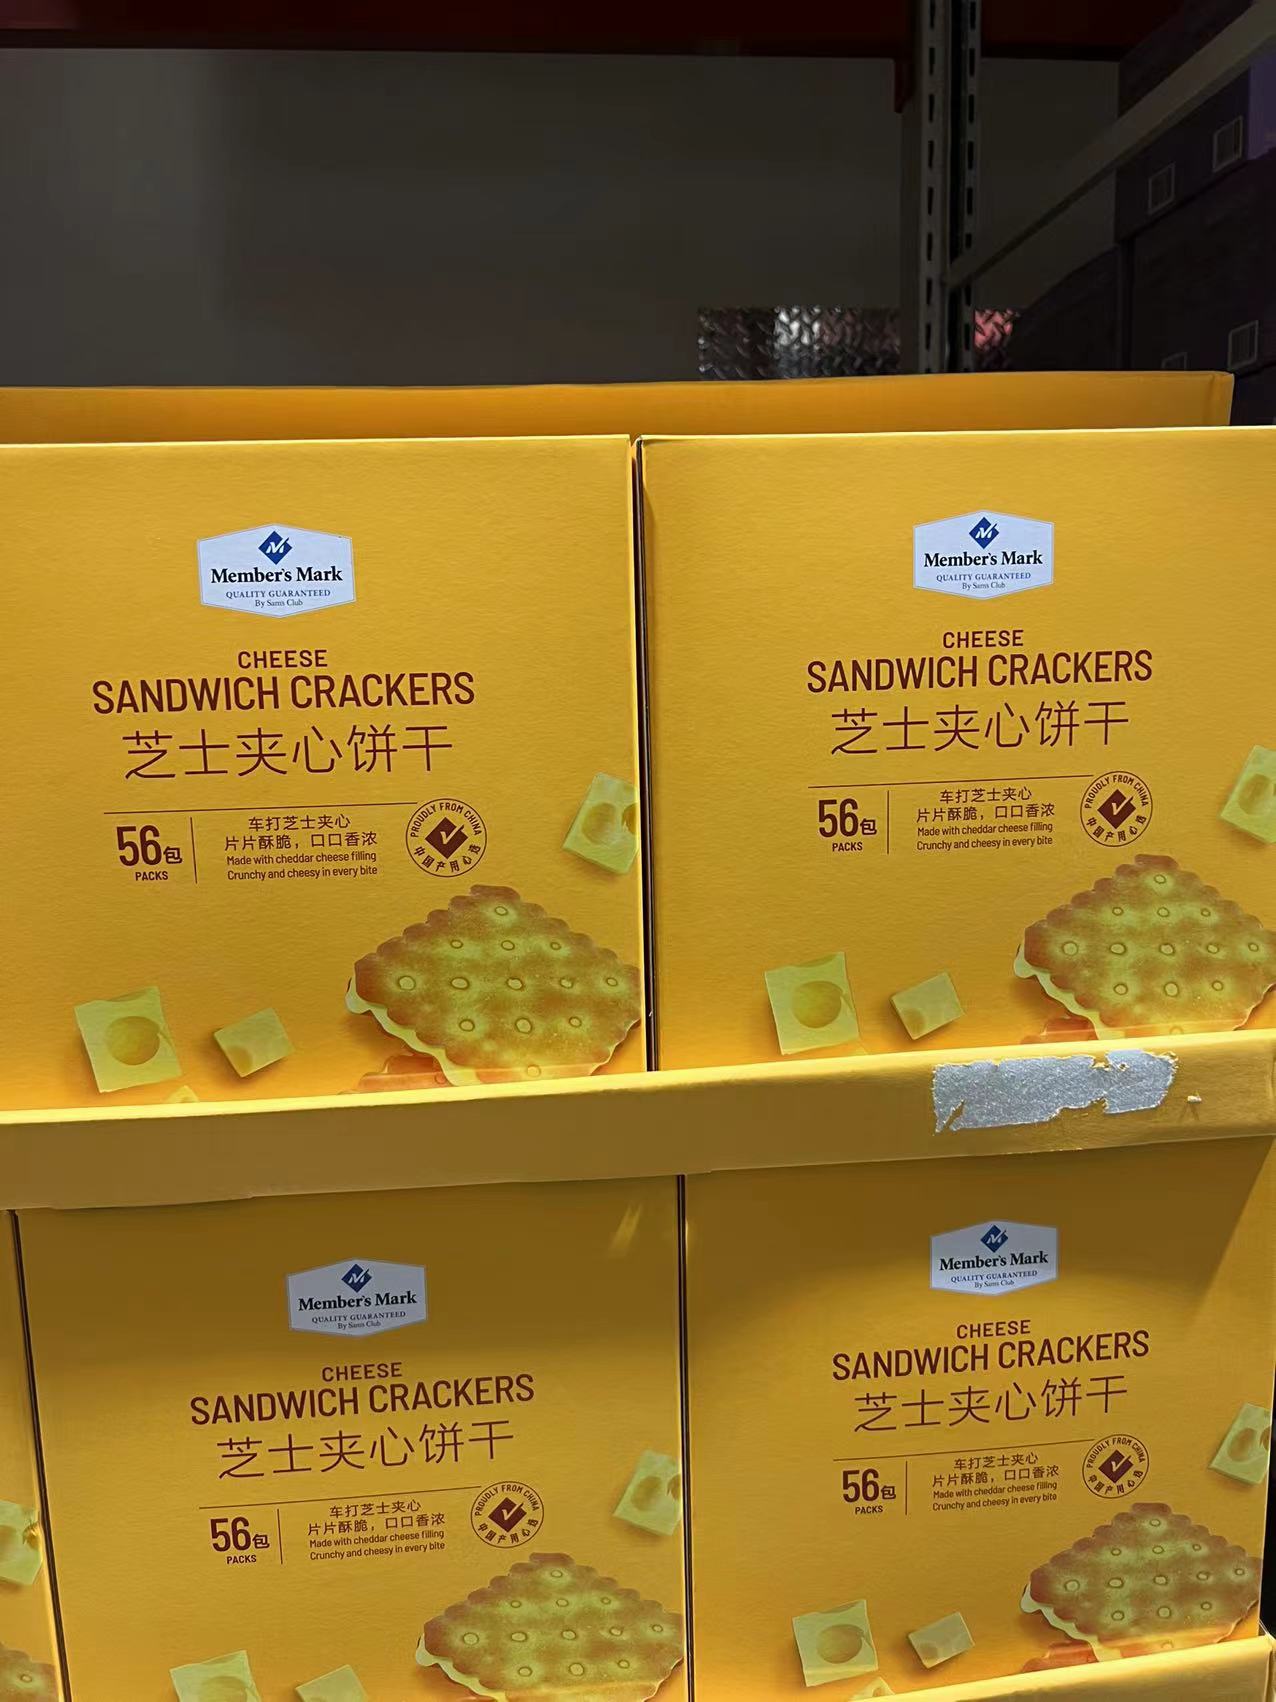 Member's Mark
QUALITY GUARANTEED
By Sam's Club
CHEESE
SANDWICH CRACKERS
芝士夹心饼干
56包
PACKS
车打芝士夹心
片片酥脆，口口香浓
Made with cheddar cheese filling
Crunchy and cheesy in every bite
PROUDLY FROM CHINA
中国产用心选
Member's Mark
QUALITY GUARANTEED
By Sam's Club
CHEESE
SANDWICH CRACKERS
芝士夹心饼干
56包
PACKS
车打芝士夹心
片片酥脆，口口香浓
Made with cheddar cheese filling
Crunchy and cheesy in every bite
PROUDLY FROM CHINA
中国产用心选
Member's Mark
QUALITY GUARANTEED
By Sam's Club
CHEESE
SANDWICH CRACKERS
芝士夹心饼干
56包
PACKS
车打芝士夹心
片片酥脆，口口香浓
Made with cheddar cheese filling
Crunchy and cheesy in every bite
PROUDLY FROM CHINA
中国产用心选
Member's Mark
QUALITY GUARANTEED
By Sam's Club
CHEESE
SANDWICH CRACKERS
芝士夹心饼干
56包
PACKS
车打芝士夹心
片片酥脆，口口香浓
Made with cheddar cheese filling
Crunchy and cheesy in every bite
PROUDLY FROM CHINA
中国产用心选